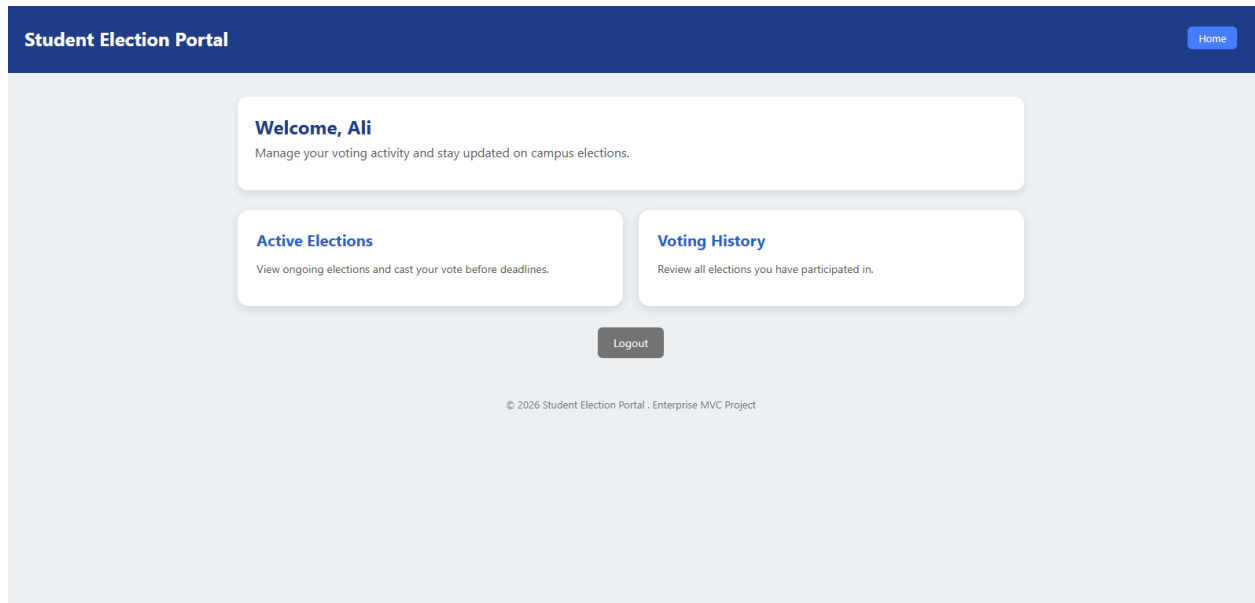 Student Election Portal
Home
Welcome, Ali
Manage your voting activity and stay updated on campus elections.
Active Elections
View ongoing elections and cast your vote before deadlines.
Voting History
Review all elections you have participated in.
Logout
© 2026 Student Election Portal . Enterprise MVC Project